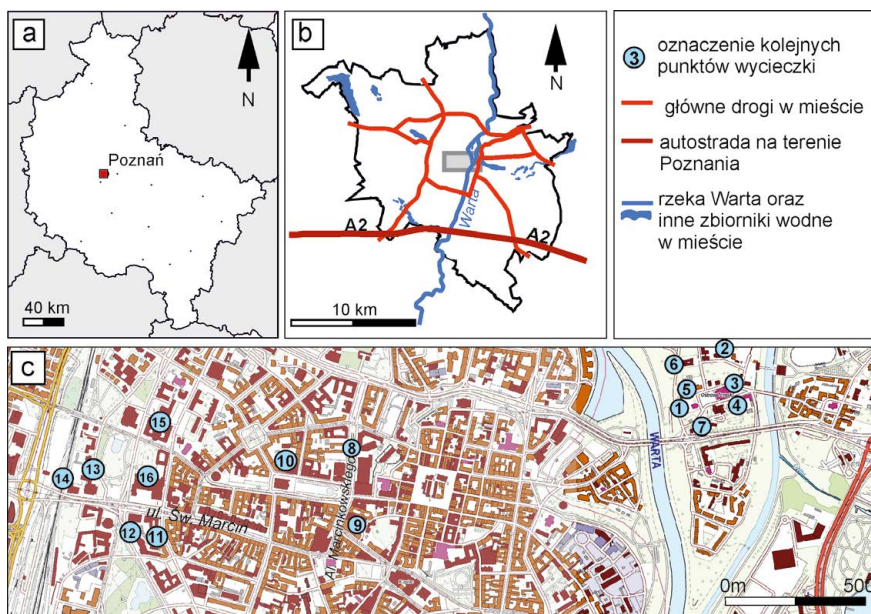 a
N
Poznań
40 km
b
N
Warta
A2
A2
10 km
3
oznaczenie kolejnych
punktów wycieczki
główne drogi w mieście
autostrada na terenie
Poznania
rzeka Warta oraz
inne zbiorniki wodne
w mieście
c
2
6
3
5
1
4
7
WARTA
15
8
10
13
14
16
ul. Św. Marcin
Al. Marcinkowskiego
9
12
11
0m
500